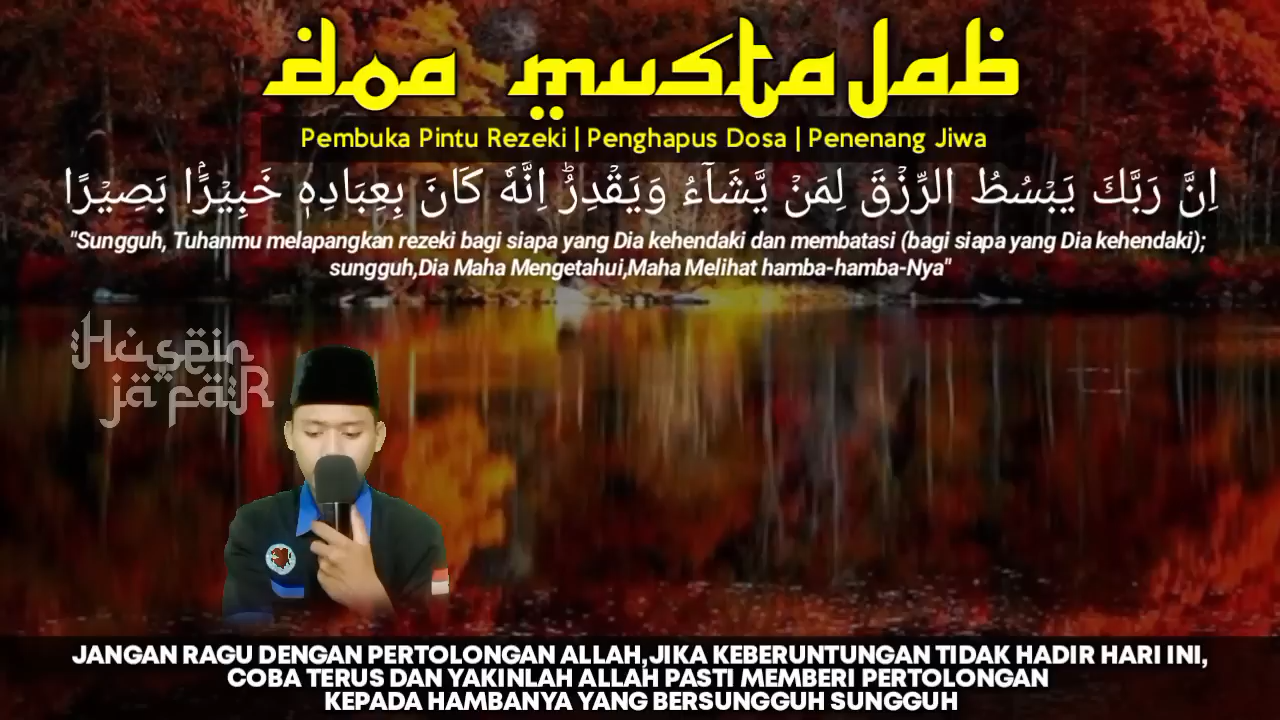 doa mustajab
Pembuka Pintu Rezeki | Penghapus Dosa | Penenang Jiwa
اِنَّ رَبَّكَ يَبْسُطُ الرِّزْقَ لِمَنْ يَّشَاۤءُ وَيَقْدِرُۗ اِنَّهٗ كَانَ بِعِبَادِهٖ خَبِيْرًاۢ بَصِيْرًا
"Sungguh, Tuhanmu melapangkan rezeki bagi siapa yang Dia kehendaki dan membatasi (bagi siapa yang Dia kehendaki);
sungguh,Dia Maha Mengetahui,Maha Melihat hamba-hamba-Nya"
Husein
jafaR
JANGAN RAGU DENGAN PERTOLONGAN ALLAH,JIKA KEBERUNTUNGAN TIDAK HADIR HARI INI,
COBA TERUS DAN YAKINLAH ALLAH PASTI MEMBERI PERTOLONGAN
KEPADA HAMBANYA YANG BERSUNGGUH SUNGGUH